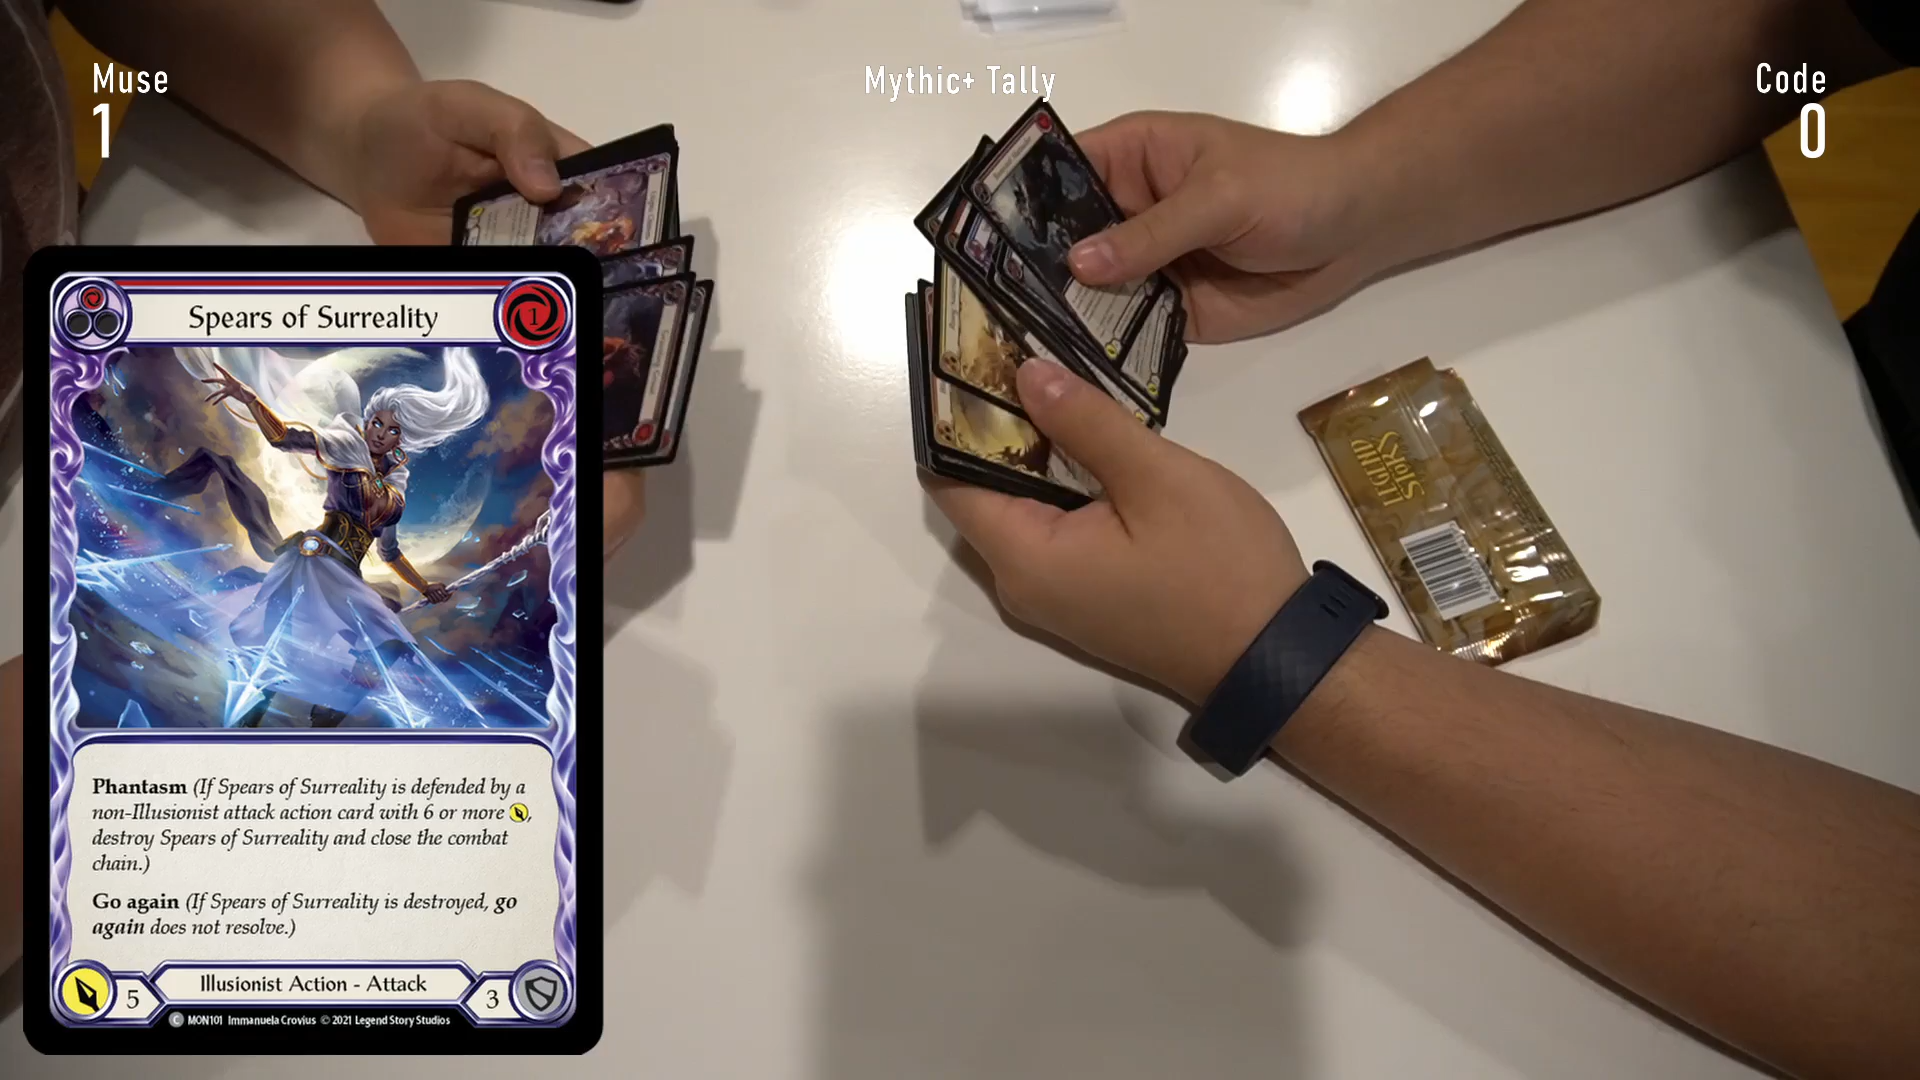 Muse
1
Mythic+ Tally
Code
0
Spears of Surreality
1
Phantasm (If Spears of Surreality is defended by a
non-Illusionist attack action card with 6 or more ,
destroy Spears of Surreality and close the combat
chain.)
Go again (If Spears of Surreality is destroyed, go
again does not resolve.)
5
Illusionist Action - Attack
3
C MON101 Immanuela Crovius © 2021 Legend Story Studios
LEGEND
STORY